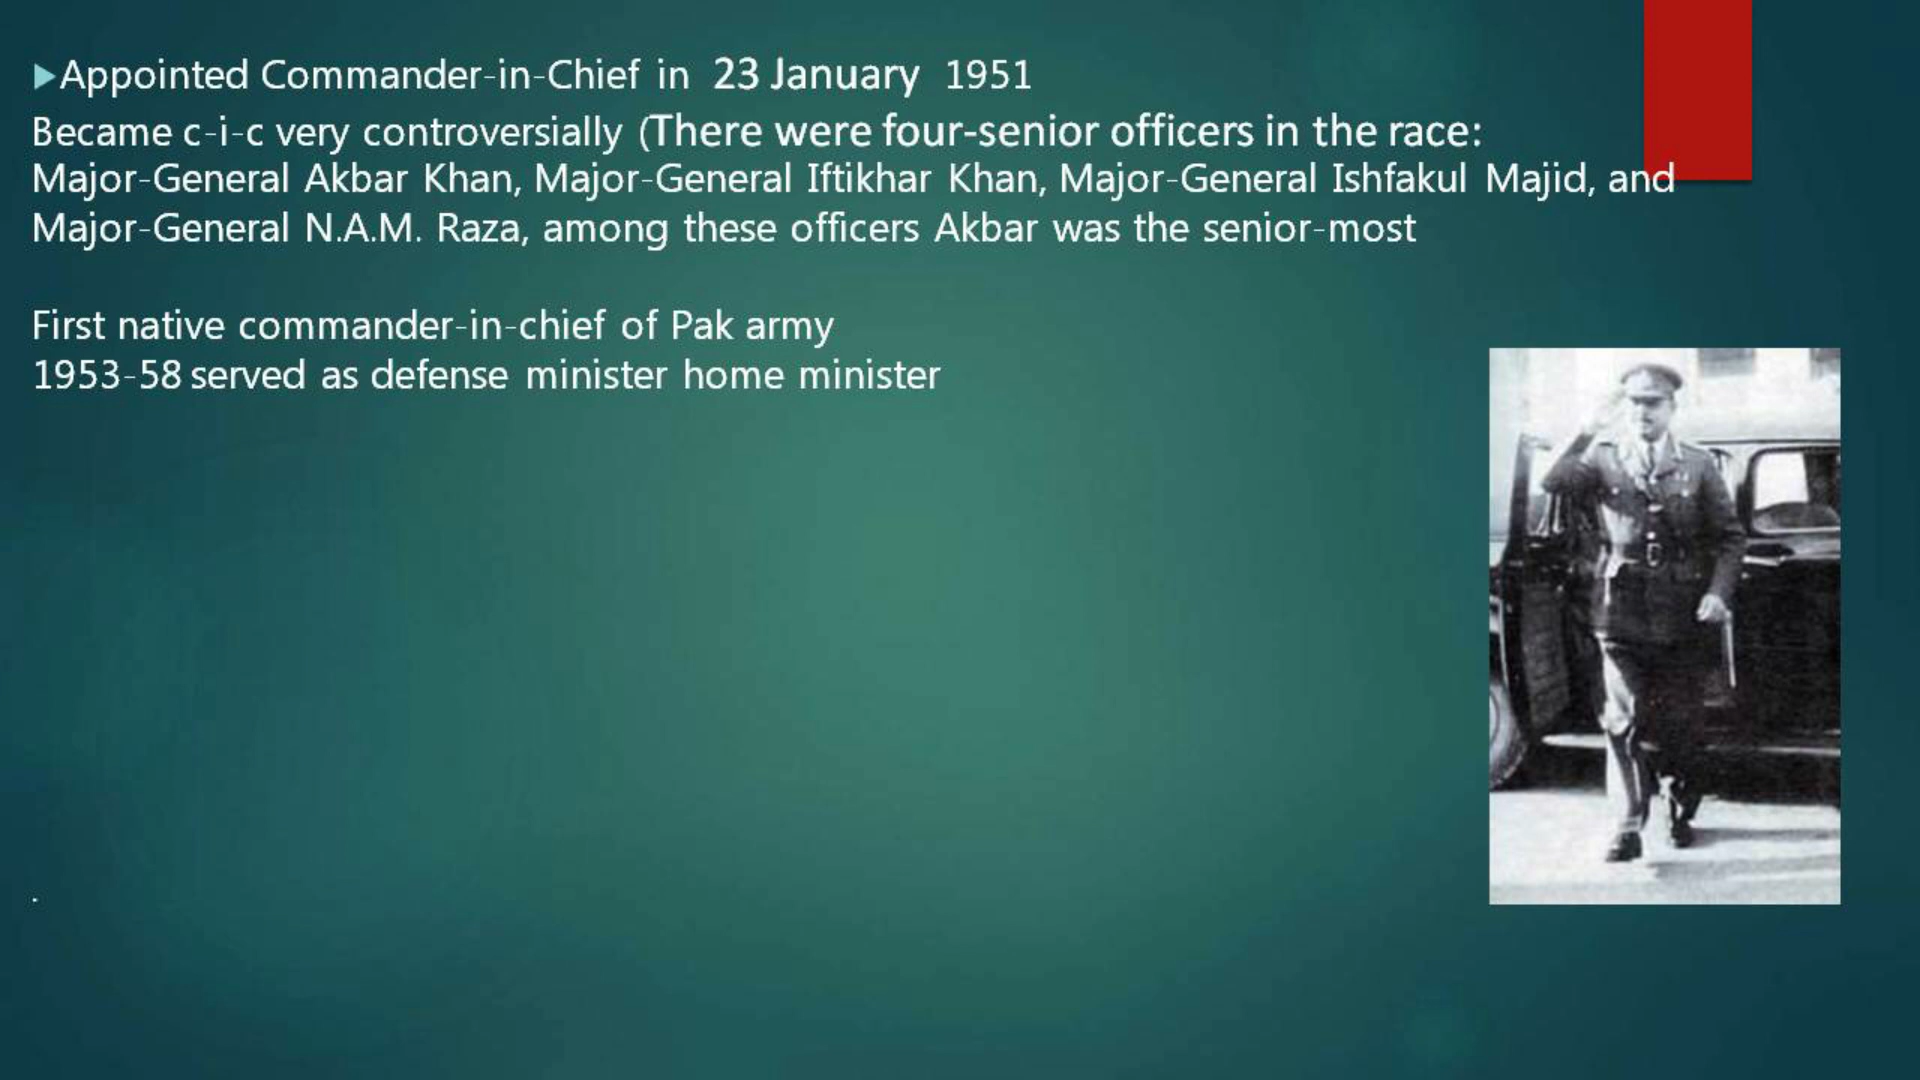 Appointed Commander-in-Chief in 23 January 1951
Became c-i-c very controversially (There were four-senior officers in the race:
Major-General Akbar Khan, Major-General Iftikhar Khan, Major-General Ishfakul Majid, and
Major-General N.A.M. Raza, among these officers Akbar was the senior-most
First native commander-in-chief of Pak army
1953-58 served as defense minister home minister
.